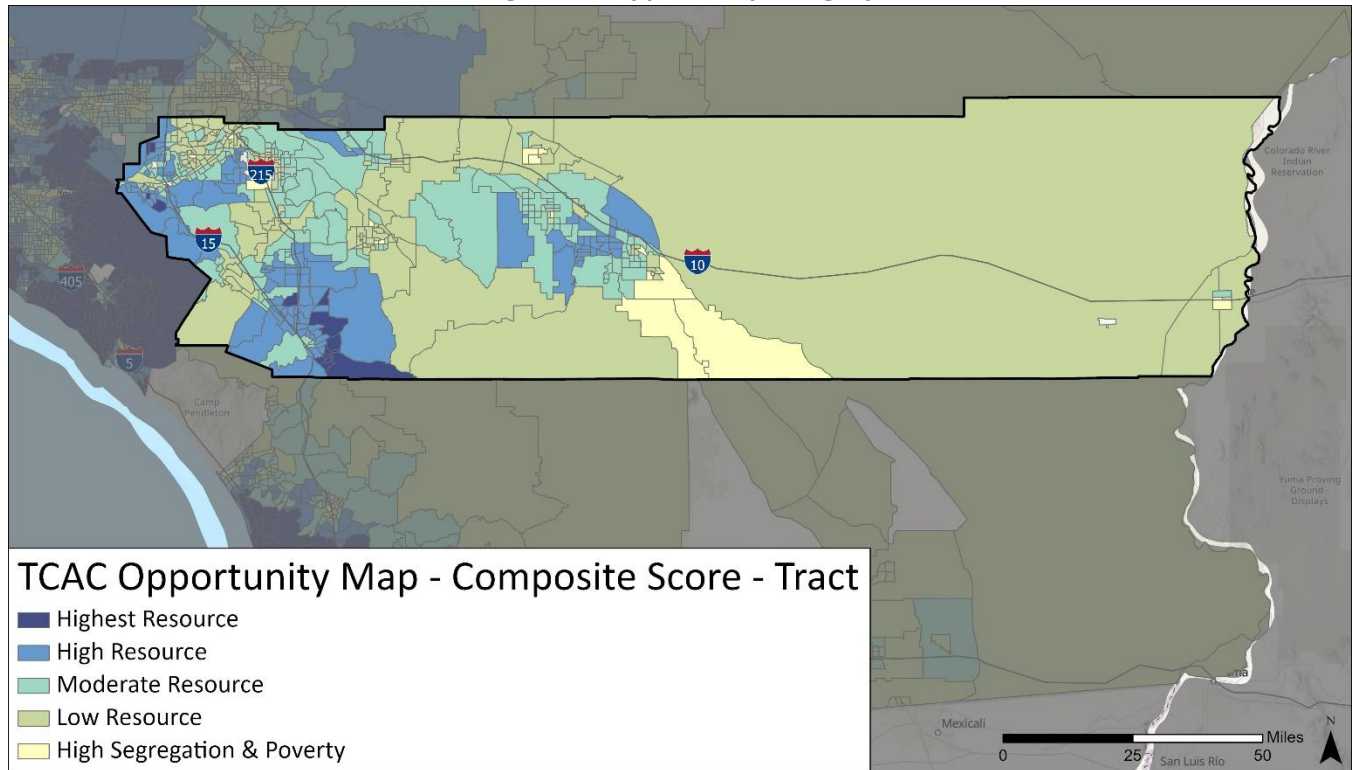 Colorado River
Indian
Reservation
215
15
10
405
5
Camp
Pendleton
Yuma Proving
Ground -
Displays
TCAC Opportunity Map - Composite Score - Tract
Highest Resource
High Resource
Moderate Resource
Low Resource
High Segregation & Poverty
Mexicali
San Luis Río
N
Miles
0 25 50